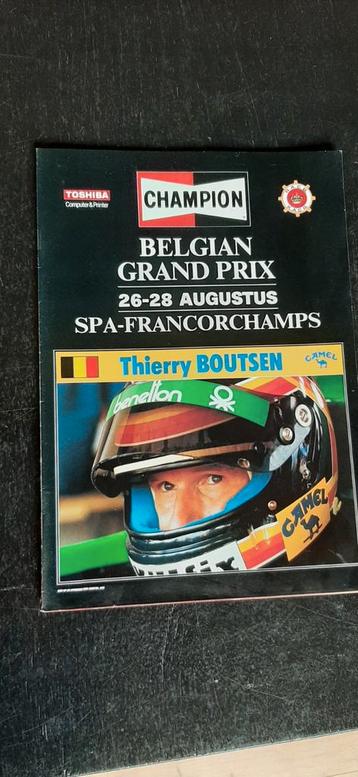 TOSHIBA
Computer & Printer
CHAMPION
BELGIAN
GRAND PRIX
26-28 AUGUSTUS
SPA-FRANCORCHAMPS
Thierry BOUTSEN
CAMEL
benetton
CAMEL